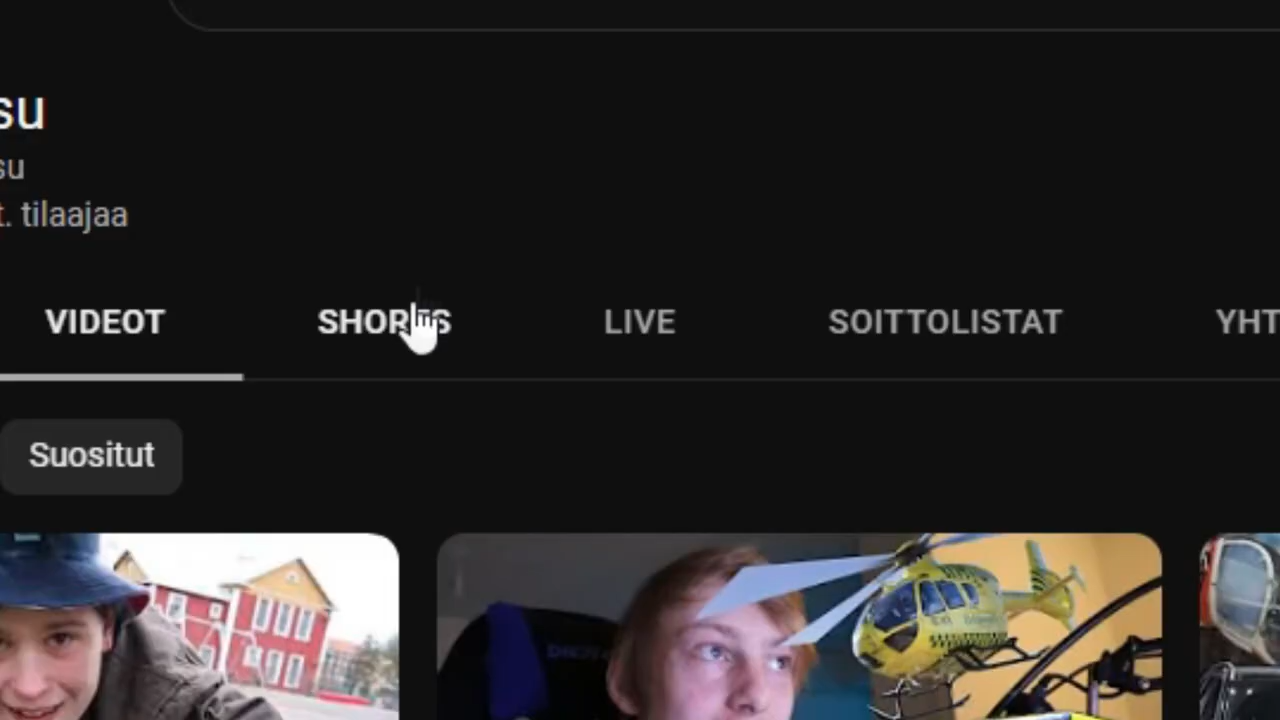 su
su
t. tilaajaa
VIDEOT SHORTS LIVE SOITTOLISTAT YHT
Suositut